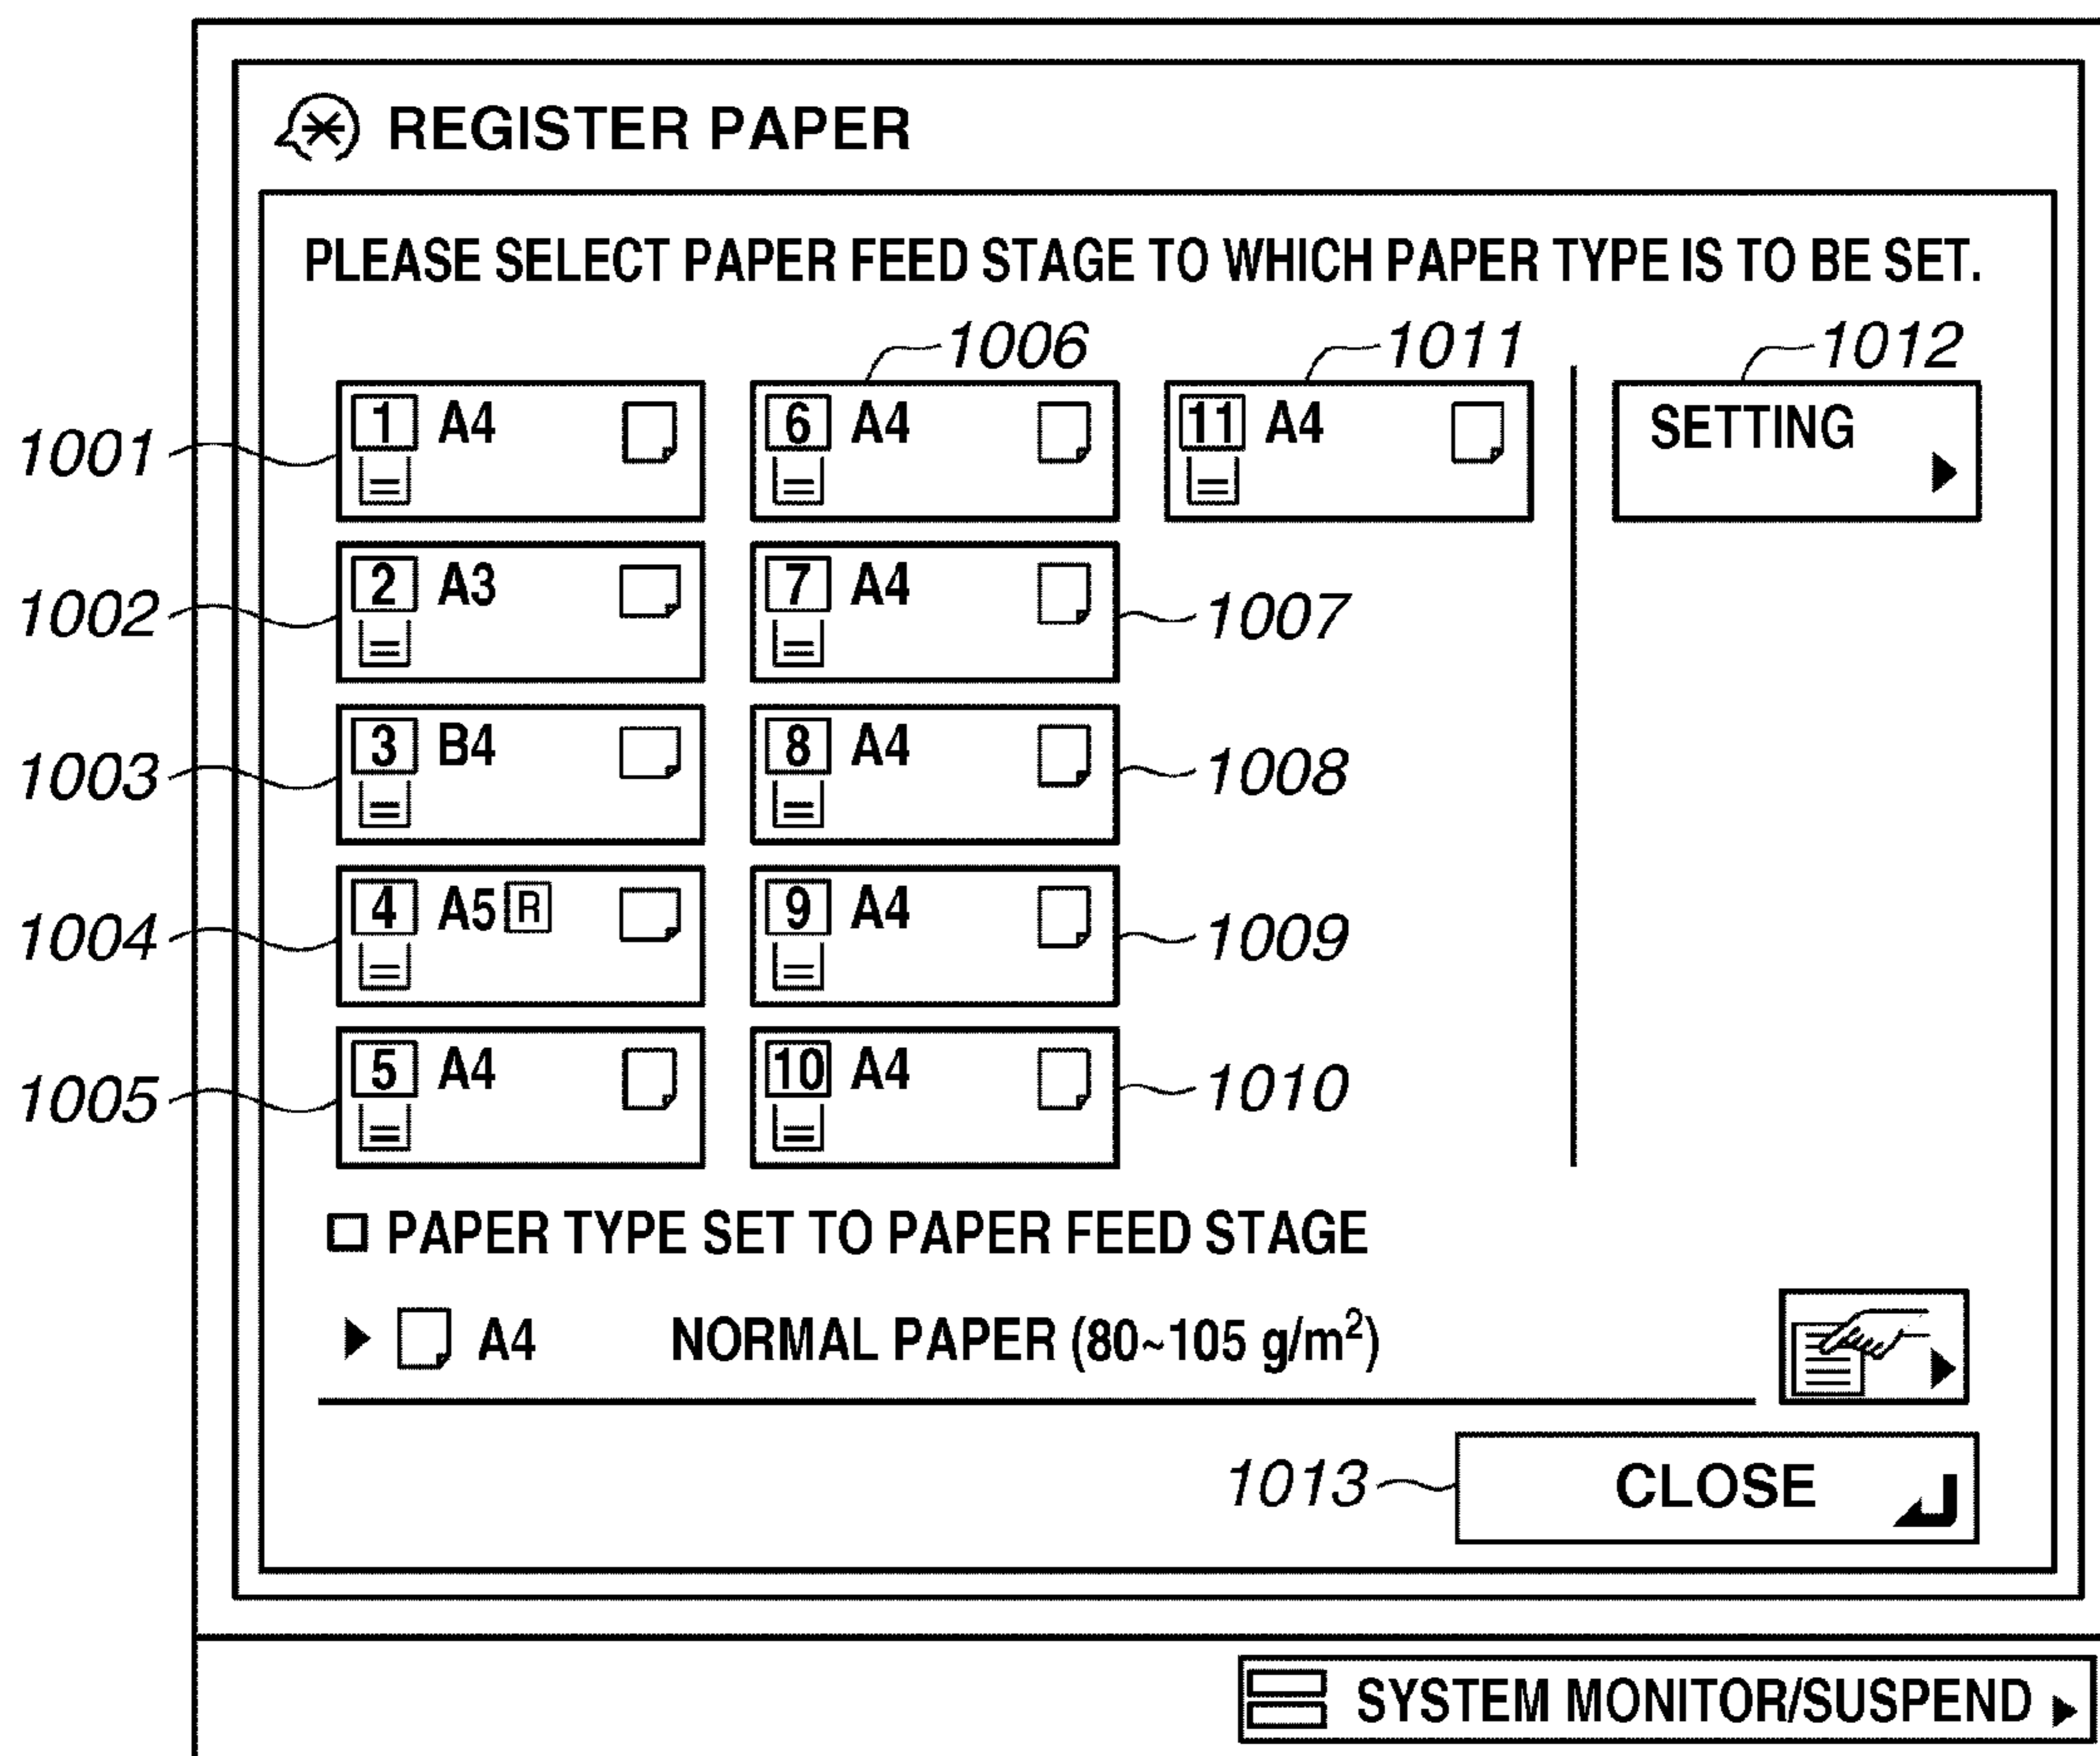 REGISTER PAPER
PLEASE SELECT PAPER FEED STAGE TO WHICH PAPER TYPE IS TO BE SET.
1006 1011 1012
1001 1 A4 6 A4 11 A4 SETTING
1002 2 A3 7 A4 1007
1003 3 B4 8 A4 1008
1004 4 A5 R 9 A4 1009
1005 5 A4 10 A4 1010
PAPER TYPE SET TO PAPER FEED STAGE
A4 NORMAL PAPER (80~105 g/m²)
1013 CLOSE
SYSTEM MONITOR/SUSPEND